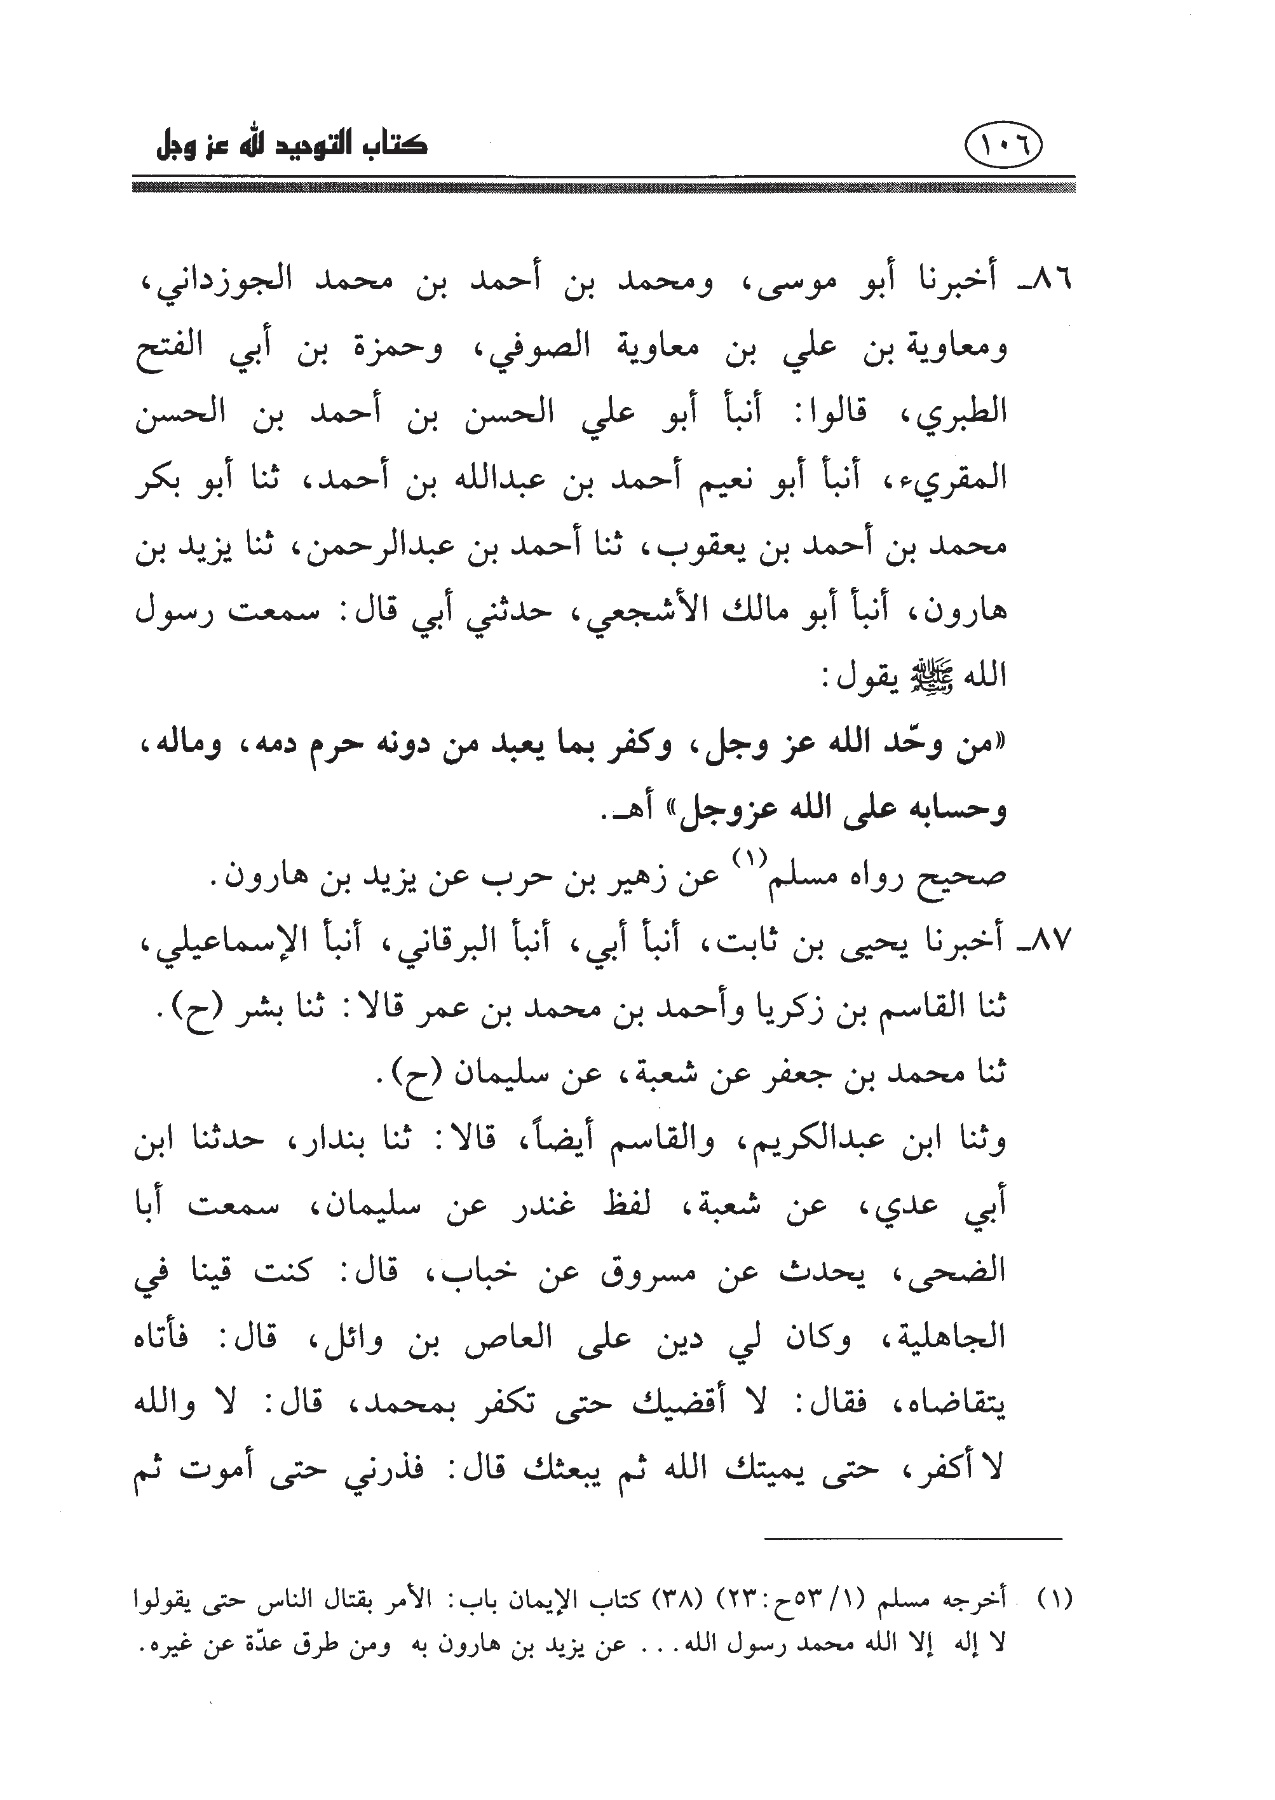 ١٠٦
كتاب التوحيد لله عز وجل
٨٦ـ أخبرنا أبو موسى، ومحمد بن أحمد بن محمد الجوزداني،
ومعاوية بن علي بن معاوية الصوفي، وحمزة بن أبي الفتح
الطبري، قالوا: أنبأ أبو علي الحسن بن أحمد بن الحسن
المقريء، أنبأ أبو نعيم أحمد بن عبدالله بن أحمد، ثنا أبو بكر
محمد بن أحمد بن يعقوب، ثنا أحمد بن عبدالرحمن، ثنا يزيد بن
هارون، أنبأ أبو مالك الأشجعي، حدثني أبي قال: سمعت رسول
الله ﷺ يقول:
«من وحّد الله عز وجل، وكفر بما يعبد من دونه حرم دمه، وماله،
وحسابه على الله عزوجل» أهـ.
صحيح رواه مسلم(١) عن زهير بن حرب عن يزيد بن هارون.
٨٧ـ أخبرنا يحيى بن ثابت، أنبأ أبي، أنبأ البرقاني، أنبأ الإسماعيلي،
ثنا القاسم بن زكريا وأحمد بن محمد بن عمر قالا: ثنا بشر (ح).
ثنا محمد بن جعفر عن شعبة، عن سليمان (ح).
وثنا ابن عبدالكريم، والقاسم أيضاً، قالا: ثنا بندار، حدثنا ابن
أبي عدي، عن شعبة، لفظ غندر عن سليمان، سمعت أبا
الضحى، يحدث عن مسروق عن خباب، قال: كنت قينا في
الجاهلية، وكان لي دين على العاص بن وائل، قال: فأتاه
يتقاضاه، فقال: لا أقضيك حتى تكفر بمحمد، قال: لا والله
لا أكفر، حتى يميتك الله ثم يبعثك قال: فذرني حتى أموت ثم
(١) أخرجه مسلم (١/ ٥٣ح:٢٣) (٣٨) كتاب الإيمان باب: الأمر بقتال الناس حتى يقولوا
لا إله إلا الله محمد رسول الله... عن يزيد بن هارون به ومن طرق عدّة عن غيره.